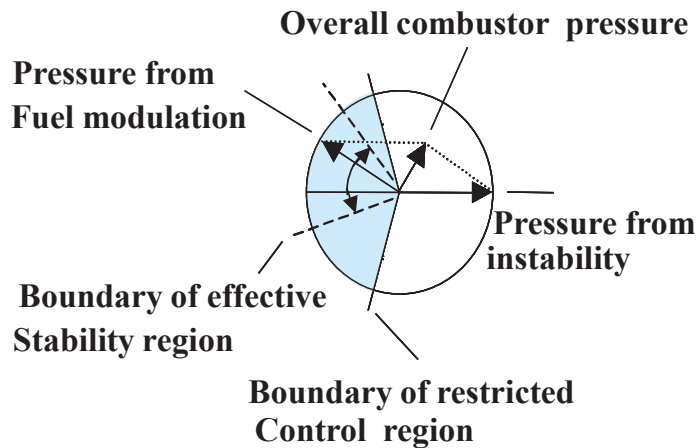 Overall combustor pressure
Pressure from
Fuel modulation
Pressure from
instability
Boundary of effective
Stability region
Boundary of restricted
Control region